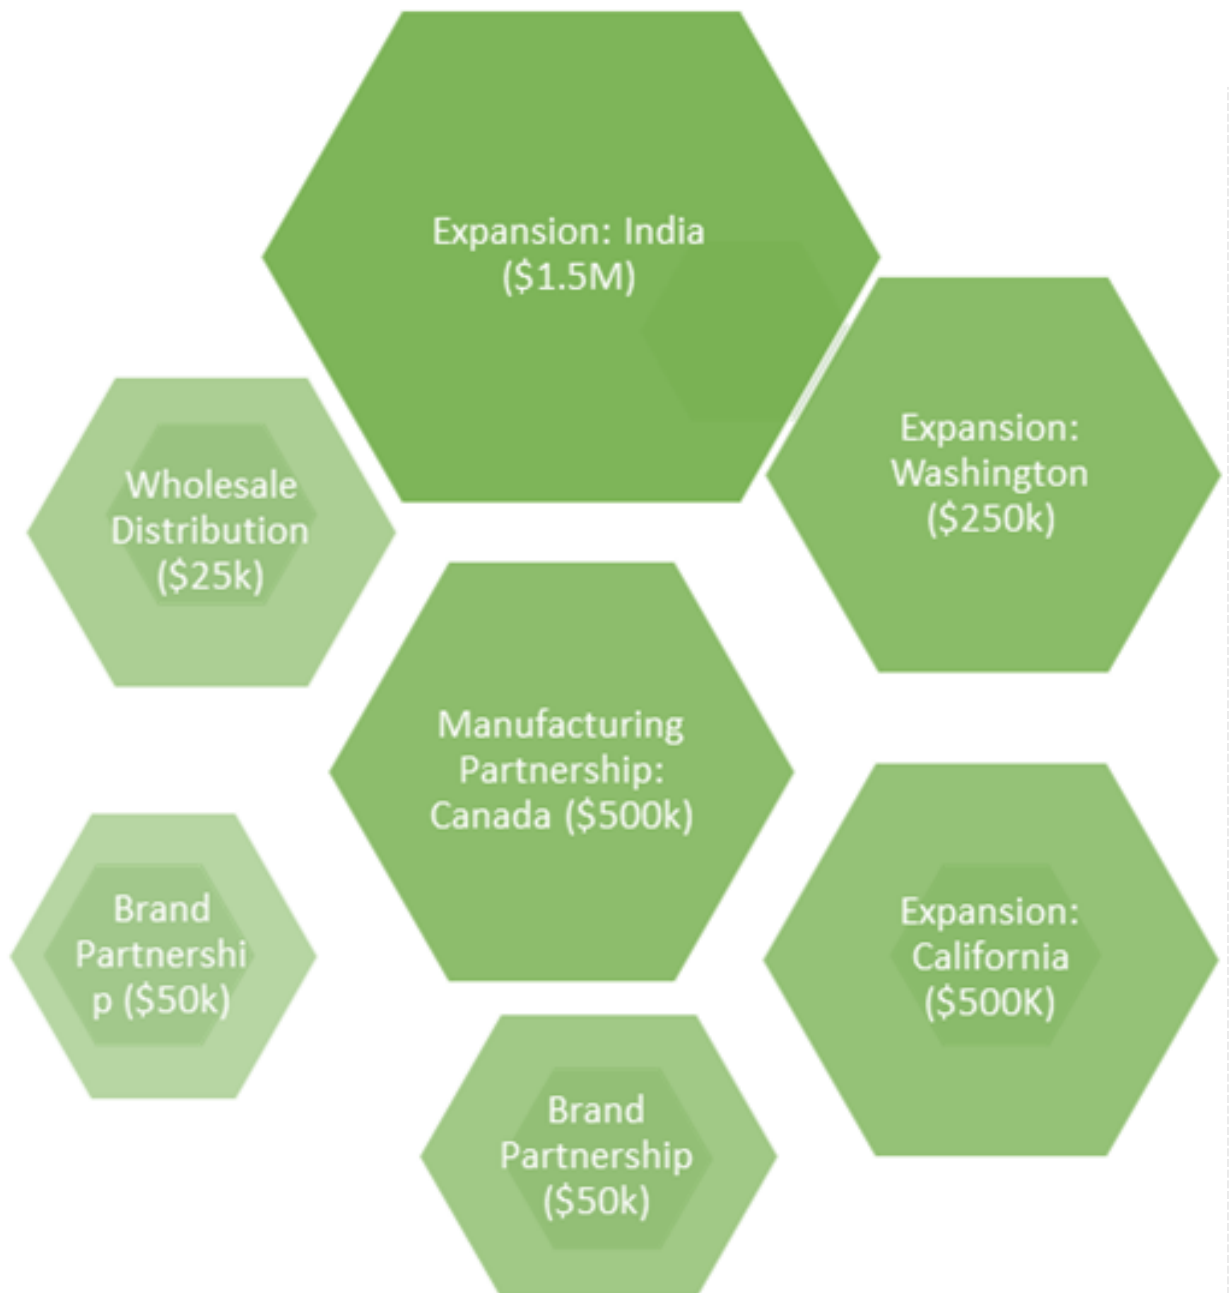 Expansion: India
($1.5M)
Expansion:
Washington
($250k)
Wholesale
Distribution
($25k)
Manufacturing
Partnership:
Canada ($500k)
Brand
Partnershi
p ($50k)
Expansion:
California
($500K)
Brand
Partnership
($50k)